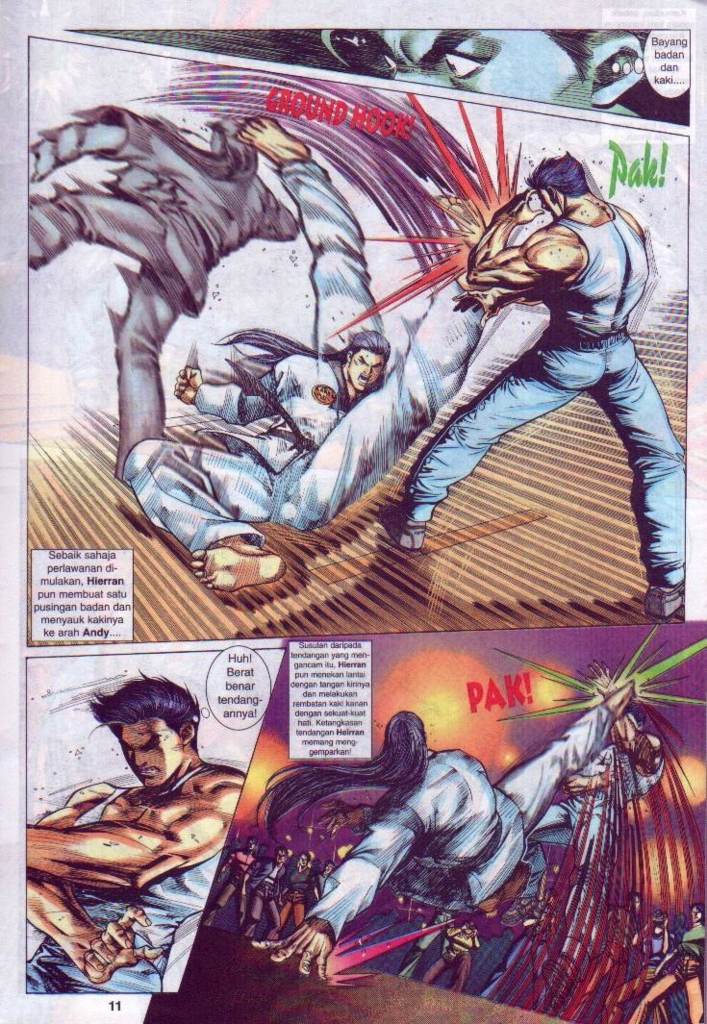 Bayang
badan
dan
kaki....
GROUND HOOK!
Pak!
Sebaik sahaja
perlawanan di-
mulakan, Hierran
pun membuat satu
pusingan badan dan
menyauk kakinya
ke arah Andy....
Huh!
Berat
benar
tendang-
annya!
Susulan daripada
tendangan yang men-
gancam itu, Hierran
pun menekan lantai
dengan tangan kirinya
dan melakukan
rembatan kaki kanan
dengan sekuat-kuat
hati. Ketangkasan
tendangan Heirran
memang meng-
gemparkan!
PAK!
11